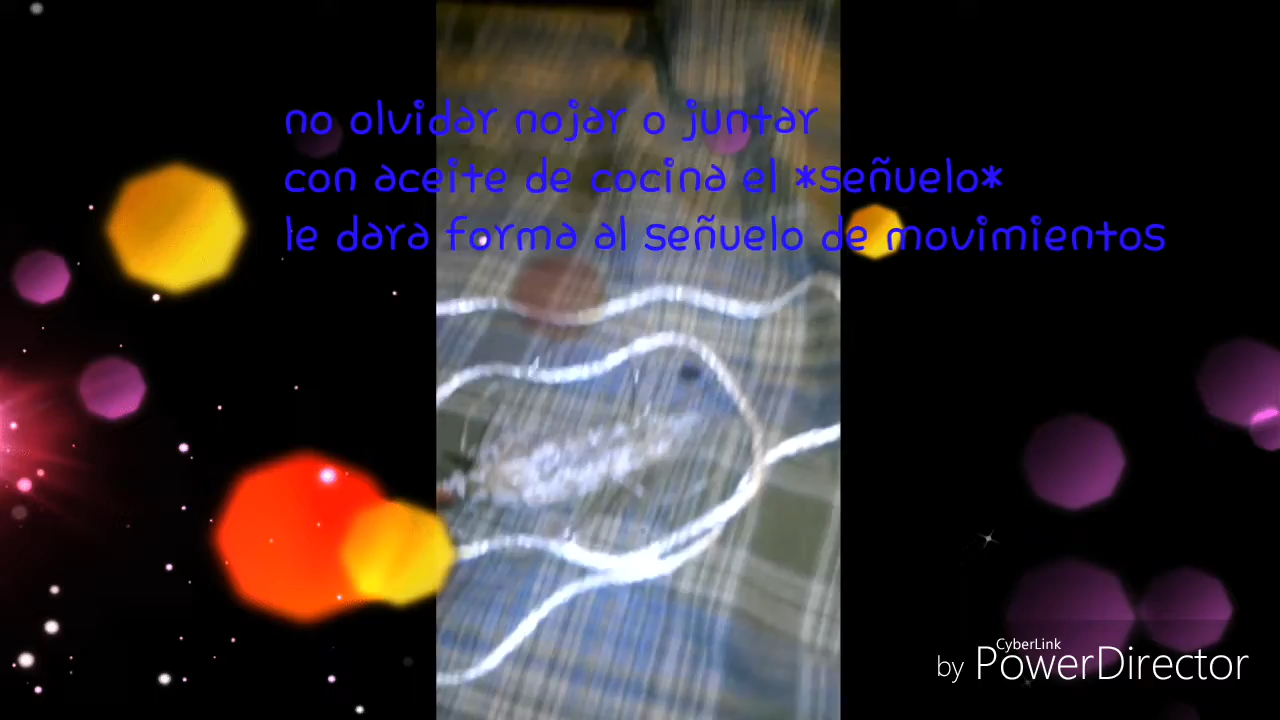 no olvidar nojar o juntar
con aceite de cocina el *señuelo*
le dara forma al señuelo de movimientos
CyberLink
by PowerDirector